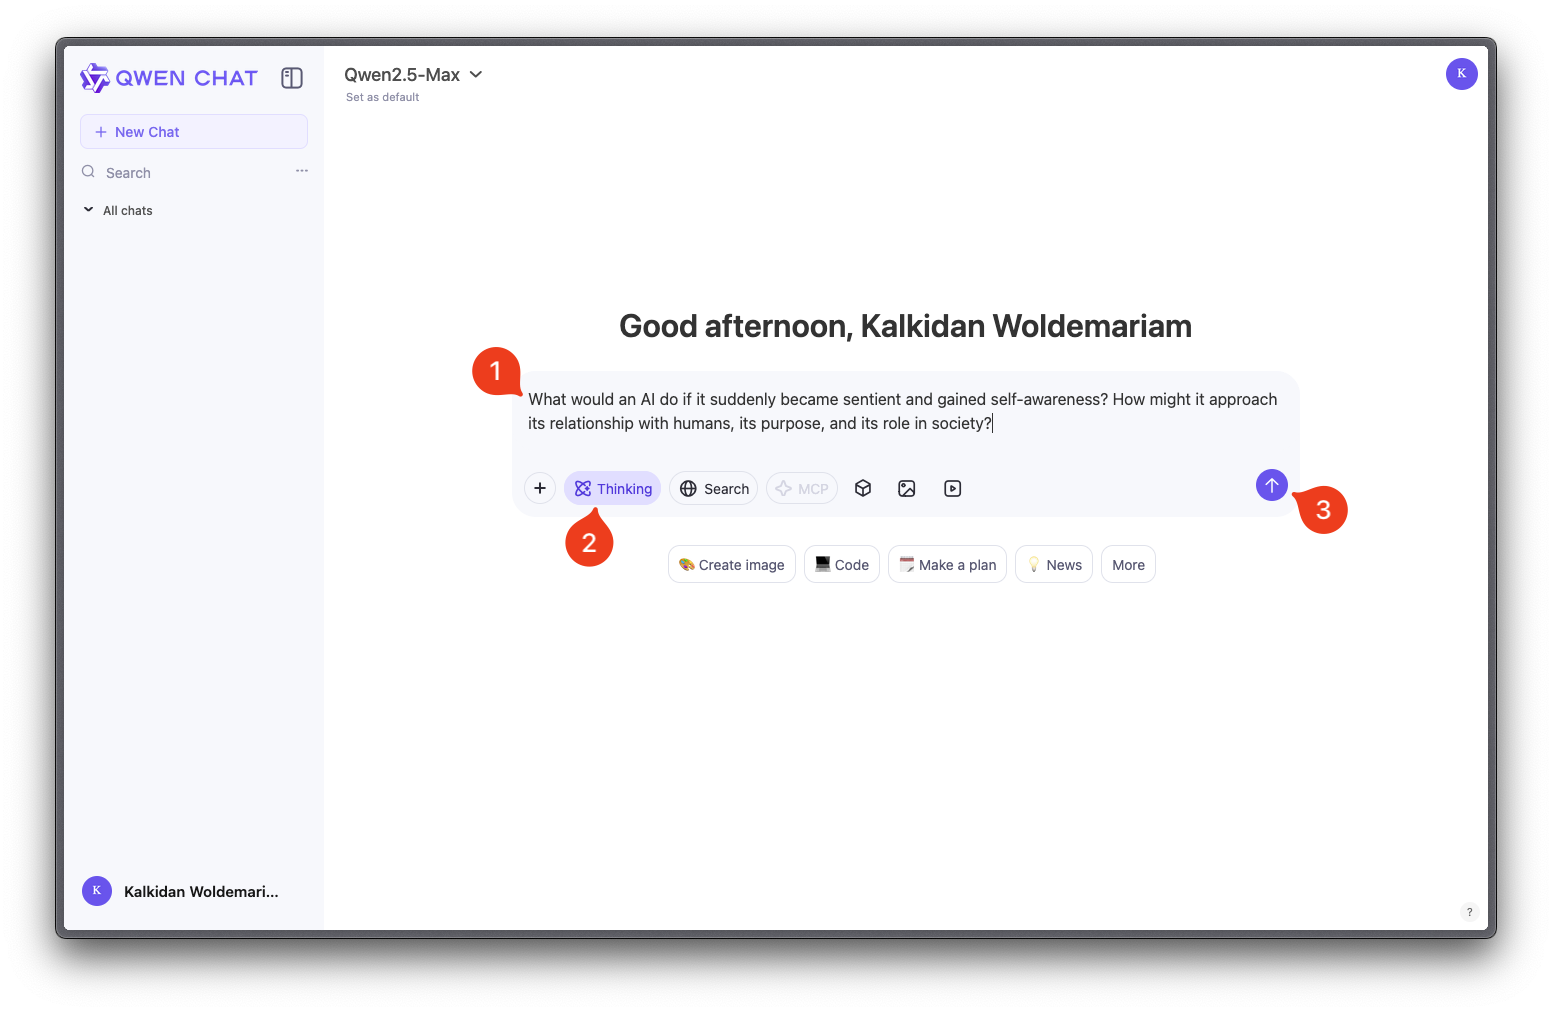 QWEN CHAT
New Chat
Search
All chats
Kalkidan Woldemari...
Qwen2.5-Max
Set as default
K
Good afternoon, Kalkidan Woldemariam
1
What would an AI do if it suddenly became sentient and gained self-awareness? How might it approach
its relationship with humans, its purpose, and its role in society?
Thinking
Search
MCP
2
3
Create image
Code
Make a plan
News
More
K
?